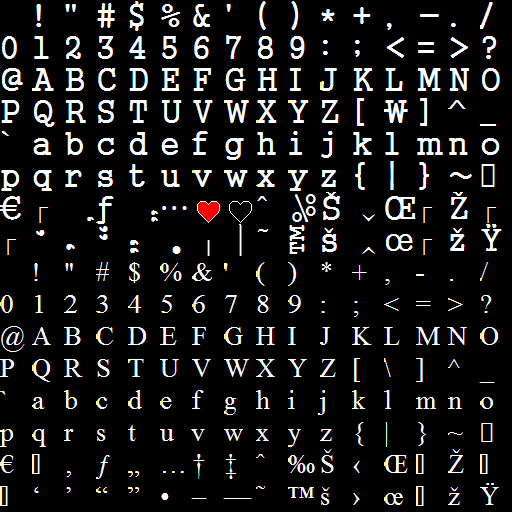 ! " # $ % & ' ( ) * + , − . /
0 1 2 3 4 5 6 7 8 9 : ; < = > ?
@ A B C D E F G H I J K L M N O
P Q R S T U V W X Y Z [ ₩ ] ^ _
` a b c d e f g h i j k l m n o
p q r s t u v w x y z { | } ~ ▯
€ ƒ … ♥ ♡ ˆ ‰ Š Œ Ž
˜ ™ š œ ž Ÿ
! " # $ % & ' ( ) * + , - . /
0 1 2 3 4 5 6 7 8 9 : ; < = > ?
@ A B C D E F G H I J K L M N O
P Q R S T U V W X Y Z [ \ ] ^ _
` a b c d e f g h i j k l m n o
p q r s t u v w x y z { | } ~ ▯
€ ▯ ‚ ƒ „ … † ‡ ˆ ‰ Š ‹ Œ ▯ Ž ▯
▯ ‘ ’ “ ” • – — ˜ ™ š › œ ▯ ž Ÿ